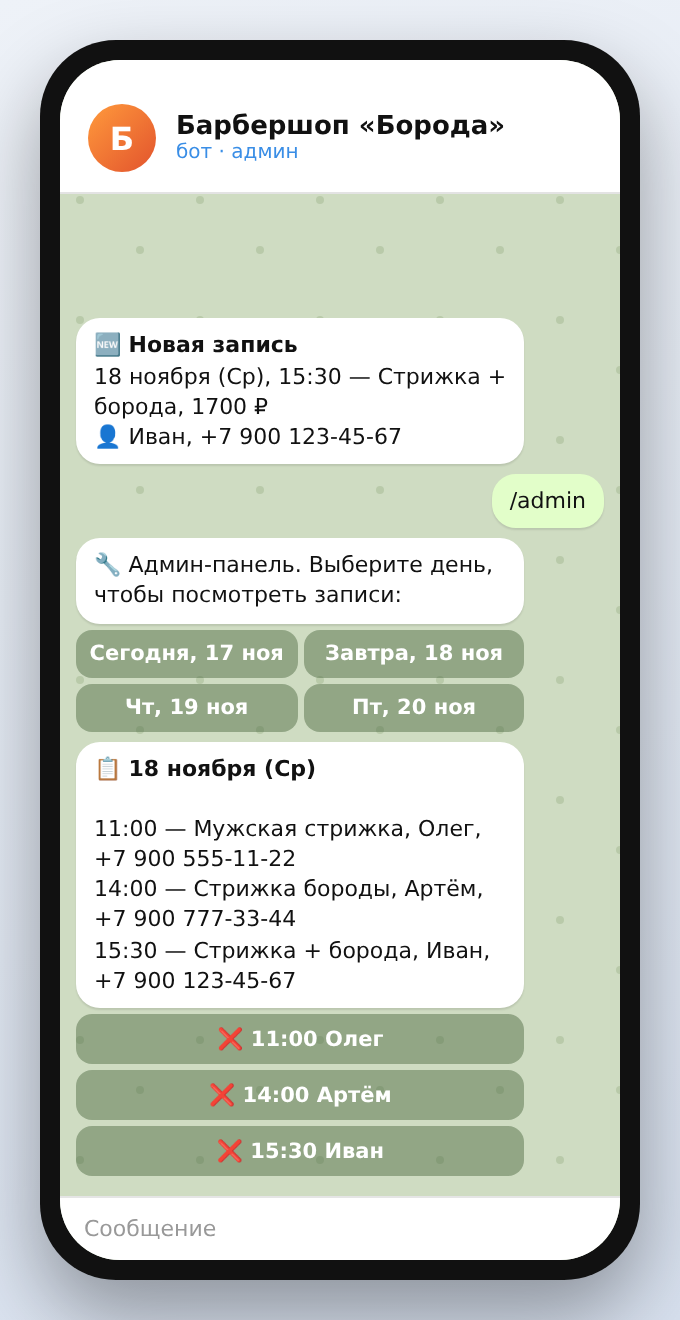 Б
Барбершоп «Борода»
бот · админ
🆕 Новая запись
18 ноября (Ср), 15:30 — Стрижка +
борода, 1700 ₽
👤 Иван, +7 900 123-45-67
/admin
🔧 Админ-панель. Выберите день,
чтобы посмотреть записи:
Сегодня, 17 ноя
Завтра, 18 ноя
Чт, 19 ноя
Пт, 20 ноя
📋 18 ноября (Ср)
11:00 — Мужская стрижка, Олег,
+7 900 555-11-22
14:00 — Стрижка бороды, Артём,
+7 900 777-33-44
15:30 — Стрижка + борода, Иван,
+7 900 123-45-67
❌ 11:00 Олег
❌ 14:00 Артём
❌ 15:30 Иван
Сообщение